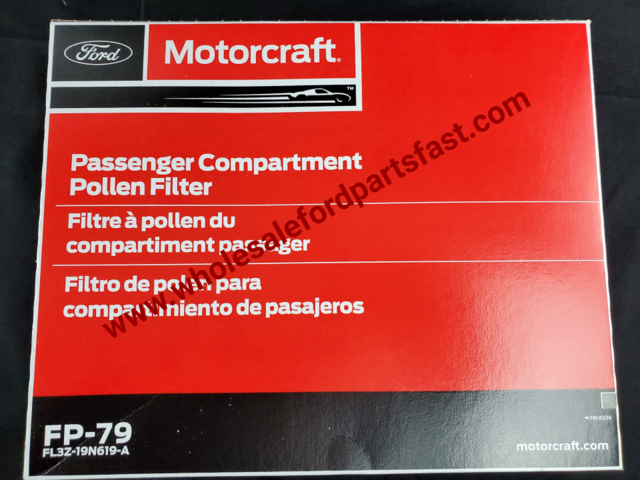 Ford
Motorcraft®
™
Passenger Compartment
Pollen Filter
Filtre à pollen du
compartiment passager
Filtro de polen para
compartimiento de pasajeros
www.wholesalefordpartsfast.com
FP-79
FL3Z-19N619-A
motorcraft.com